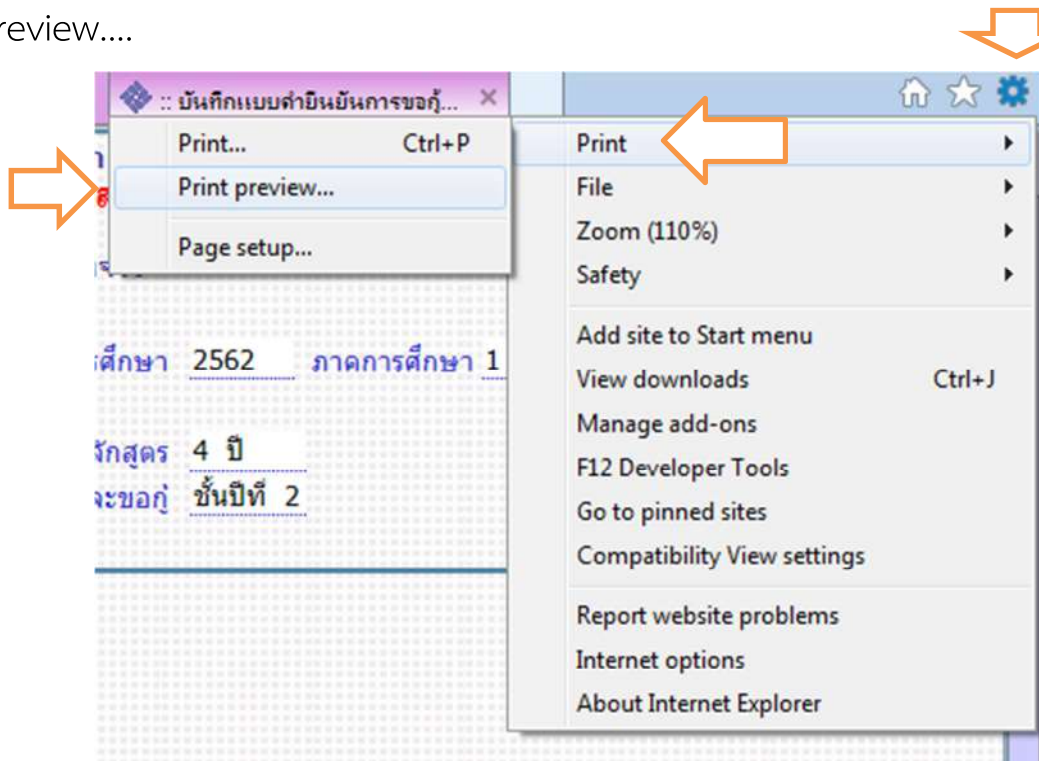 review....
:: บันทึกแบบคำยืนยันการขอกู้...
Print... Ctrl+P
Print preview...
Page setup...
Print
File
Zoom (110%)
Safety
Add site to Start menu
View downloads Ctrl+J
Manage add-ons
F12 Developer Tools
Go to pinned sites
Compatibility View settings
Report website problems
Internet options
About Internet Explorer
ศึกษา 2562 ภาคการศึกษา 1
ลักสูตร 4 ปี
จะขอกู้ ชั้นปีที่ 2